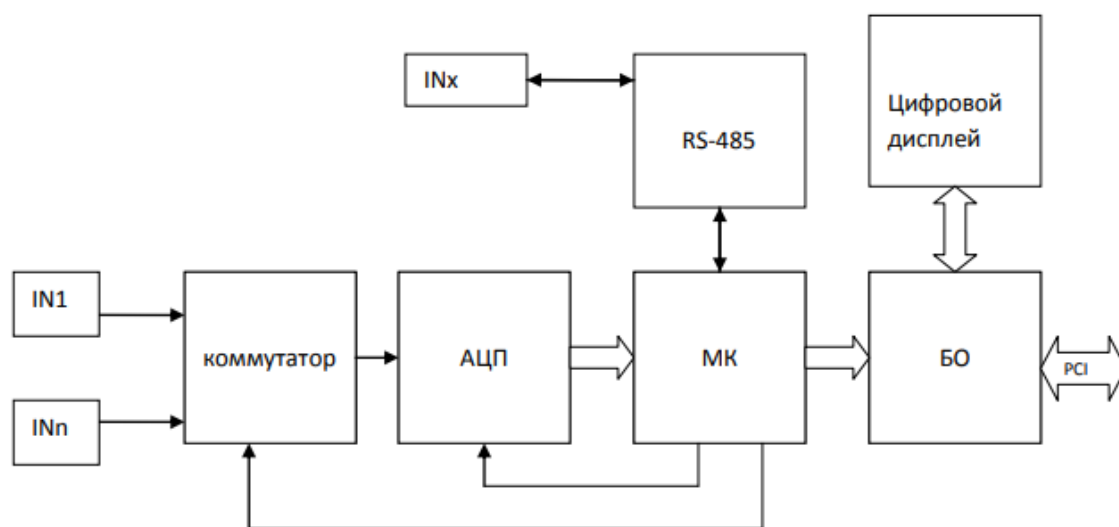 INx
RS-485
Цифровой
дисплей
IN1
INn
коммутатор
АЦП
МК
БО
PCI